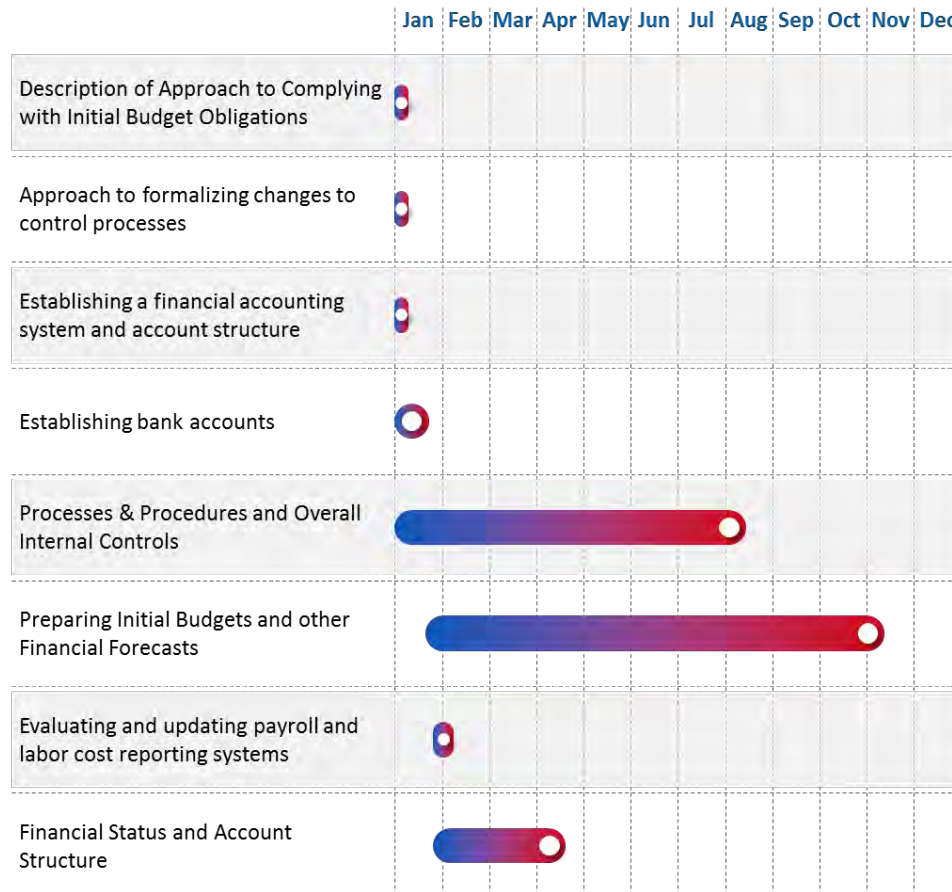 Jan Feb Mar Apr May Jun Jul Aug Sep Oct Nov Dec
Description of Approach to Complying
with Initial Budget Obligations
Approach to formalizing changes to
control processes
Establishing a financial accounting
system and account structure
Establishing bank accounts
Processes & Procedures and Overall
Internal Controls
Preparing Initial Budgets and other
Financial Forecasts
Evaluating and updating payroll and
labor cost reporting systems
Financial Status and Account
Structure